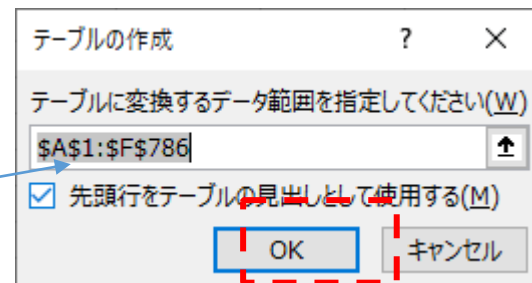 テーブルの作成 ? ×
テーブルに変換するデータ範囲を指定してください(W)
$A$1:$F$786
先頭行をテーブルの見出しとして使用する(M)
OK キャンセル